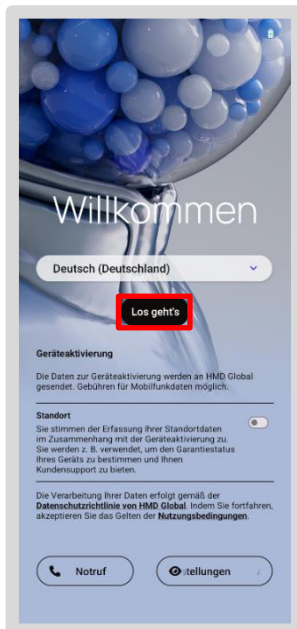 Willkommen
Deutsch (Deutschland)
Los geht's
Geräteaktivierung
Die Daten zur Geräteaktivierung werden an HMD Global
gesendet. Gebühren für Mobilfunkdaten möglich.
Standort
Sie stimmen der Erfassung Ihrer Standortdaten
im Zusammenhang mit der Geräteaktivierung zu.
Sie werden z. B. verwendet, um den Garantiestatus
Ihres Geräts zu bestimmen und Ihnen
Kundensupport zu bieten.
Die Verarbeitung Ihrer Daten erfolgt gemäß der
Datenschutzrichtlinie von HMD Global. Indem Sie fortfahren,
akzeptieren Sie das Gelten der Nutzungsbedingungen.
Notruf
stellungen